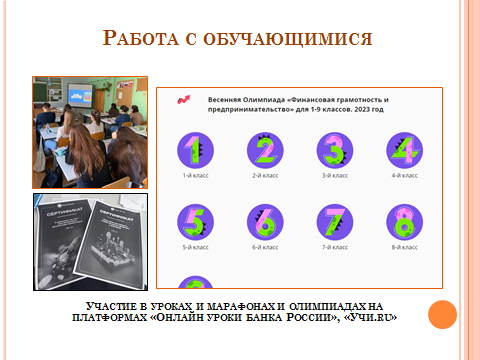 РАБОТА С ОБУЧАЮЩИМИСЯ
Весенняя Олимпиада «Финансовая грамотность и
предпринимательство» для 1-9 классов. 2023 год
1 2 3 4
1-й класс 2-й класс 3-й класс 4-й класс
5 6 7 8
5-й класс 6-й класс 7-й класс 8-й класс
СЕРТИФИКАТ
СЕРТИФИКАТ
УЧАСТИЕ В УРОКАХ И МАРАФОНАХ И ОЛИМПИАДАХ НА
ПЛАТФОРМАХ «ОНЛАЙН УРОКИ БАНКА РОССИИ», «УЧИ.RU»